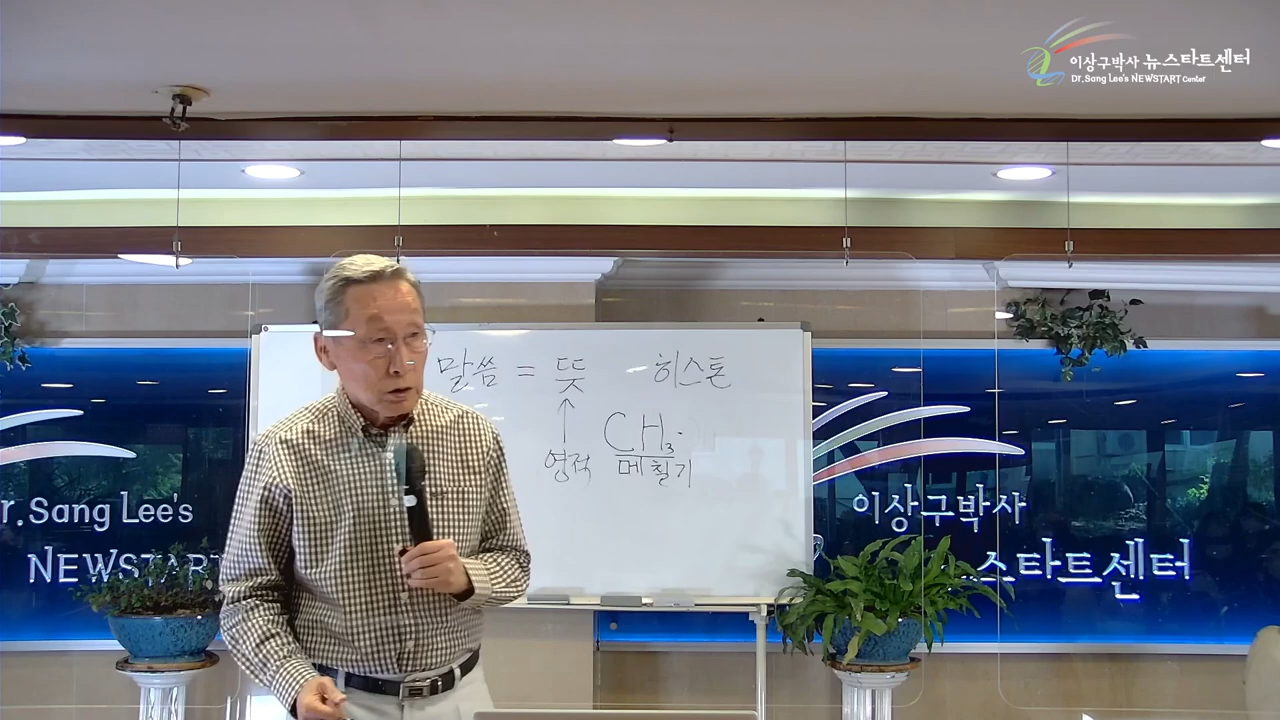 이상구박사 뉴스타트센터
Dr. Sang Lee's NEWSTART Center
말씀 = 뜻 히스톤
↑
영적
CH3·
메칠기
r. Sang Lee's
NEWSTART
이상구박사
스타트센터